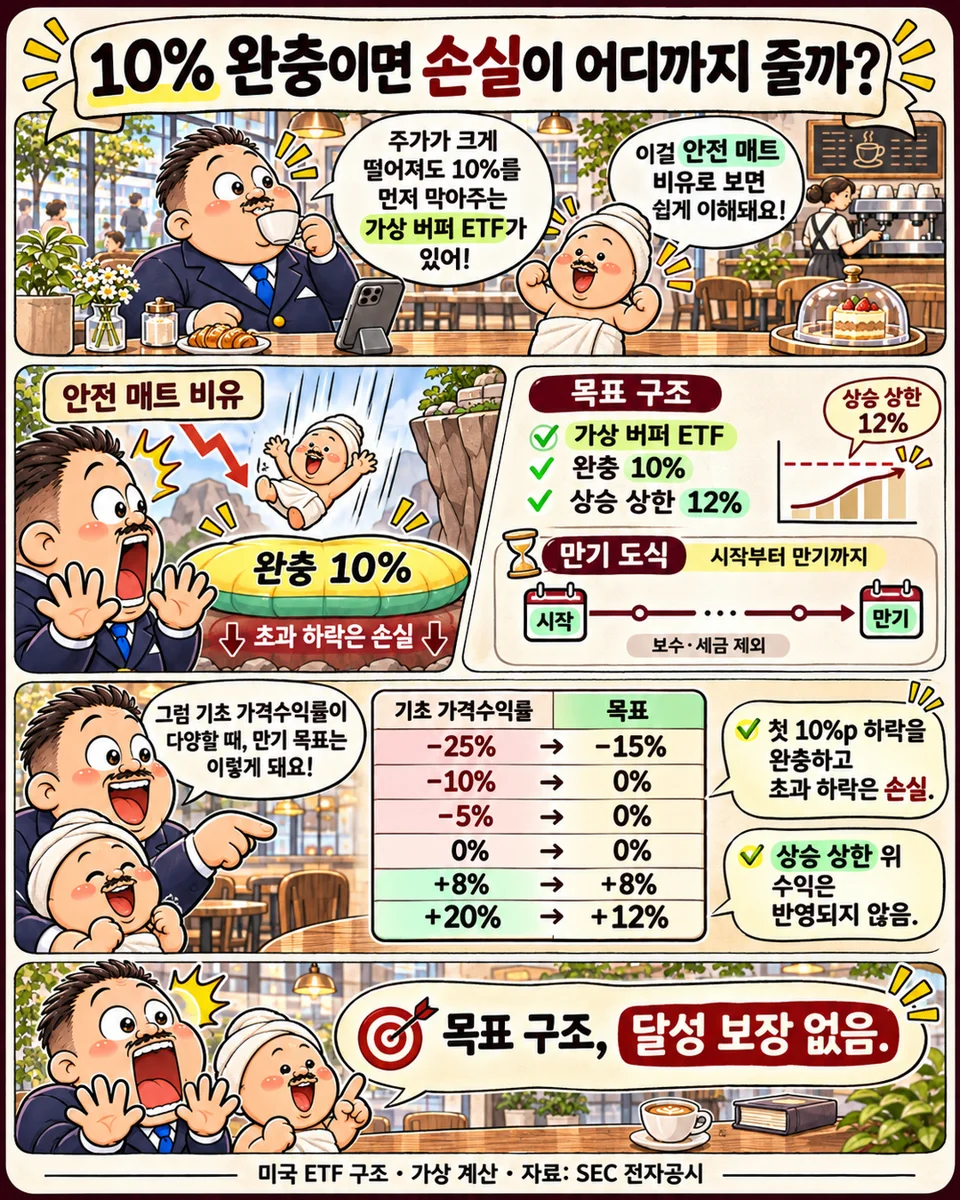 10% 완충이면 손실이 어디까지 줄까?
주가가 크게
떨어져도 10%를
먼저 막아주는
가상 버퍼 ETF가
있어!
이걸 안전 매트
비유로 보면
쉽게 이해돼요!
안전 매트 비유
완충 10%
초과 하락은 손실
목표 구조
가상 버퍼 ETF
완충 10%
상승 상한 12%
상승 상한
12%
만기 도식
시작부터 만기까지
시작
만기
보수·세금 제외
그럼 기초 가격수익률이
다양할 때, 만기 목표는
이렇게 돼요!
기초 가격수익률 목표
−25% → −15%
−10% → 0%
−5% → 0%
0% → 0%
+8% → +8%
+20% → +12%
첫 10%p 하락을
완충하고
초과 하락은 손실.
상승 상한 위
수익은
반영되지 않음.
목표 구조, 달성 보장 없음.
미국 ETF 구조 · 가상 계산 · 자료: SEC 전자공시